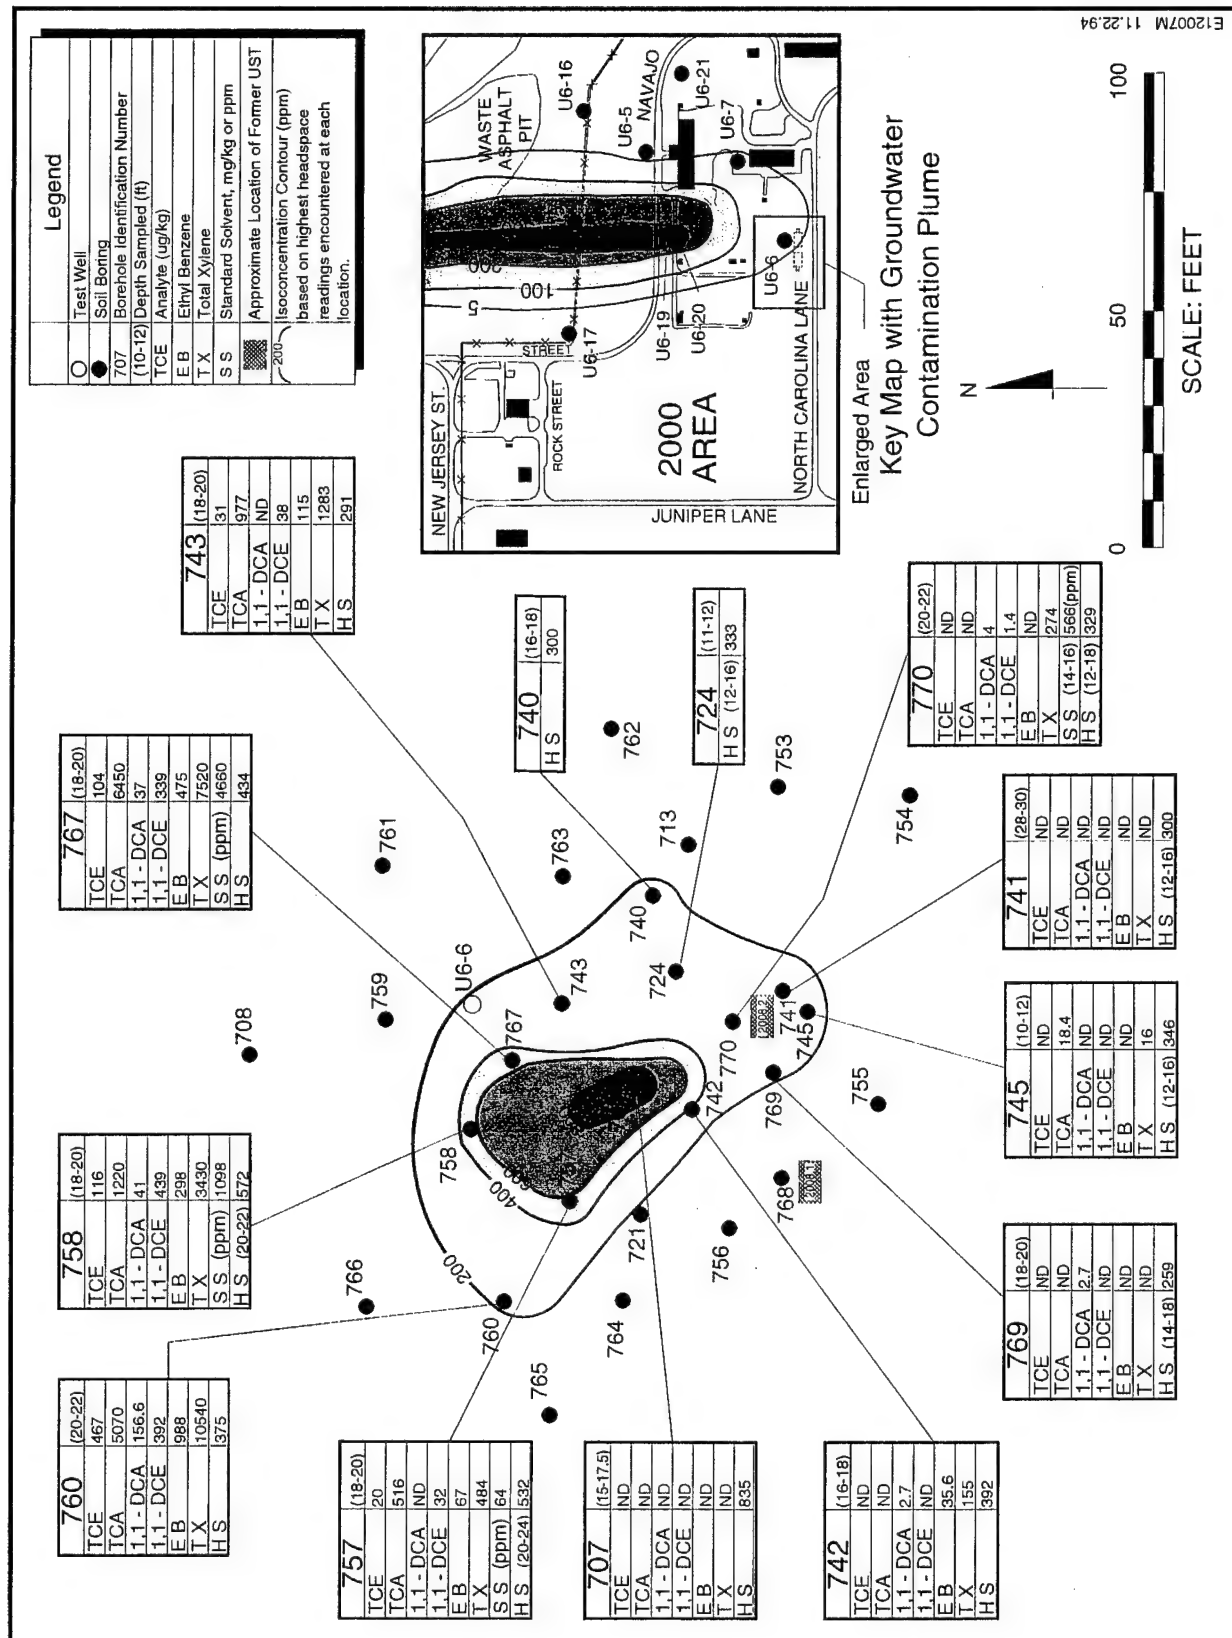 Legend
Test Well
Soil Boring
707 Borehole Identification Number
(10-12) Depth Sampled (ft)
TCE Analyte (ug/kg)
E B Ethyl Benzene
T X Total Xylene
S S Standard Solvent, mg/kg or ppm
Approximate Location of Former UST
200 Isoconcentration Contour (ppm)
based on highest headspace
readings encountered at each
location.
760 (20-22)
TCE 467
TCA 5070
1,1 - DCA 156.6
1,1 - DCE 392
E B 988
T X 10540
H S 375
758 (18-20)
TCE 116
TCA 1220
1,1 - DCA 41
1,1 - DCE 439
E B 298
T X 3430
S S (ppm) 1098
H S (20-22) 572
767 (18-20)
TCE 104
TCA 6450
1,1 - DCA 37
1,1 - DCE 339
E B 475
T X 7520
S S (ppm) 4660
H S 434
743 (18-20)
TCE 31
TCA 977
1,1 - DCA ND
1,1 - DCE 38
E B 115
T X 1283
H S 291
757 (18-20)
TCE 20
TCA 516
1,1 - DCA ND
1,1 - DCE 32
E B 67
T X 484
S S (ppm) 64
H S (20-24) 532
707 (15-17.5)
TCE ND
TCA ND
1,1 - DCA ND
1,1 - DCE ND
E B ND
T X ND
H S 835
742 (16-18)
TCE ND
TCA ND
1,1 - DCA 2.7
1,1 - DCE ND
E B 35.6
T X 155
H S 392
740 (16-18)
H S 300
724 (11-12)
H S (12-16) 333
769 (18-20)
TCE ND
TCA ND
1,1 - DCA 2.7
1,1 - DCE ND
E B ND
T X ND
H S (14-18) 259
745 (10-12)
TCE ND
TCA 18.4
1,1 - DCA ND
1,1 - DCE ND
E B ND
T X 16
H S (12-16) 346
741 (28-30)
TCE ND
TCA ND
1,1 - DCA ND
1,1 - DCE ND
E B ND
T X ND
H S (12-16) 300
770 (20-22)
TCE ND
TCA ND
1,1 - DCA 4
1,1 - DCE 1.4
E B ND
T X 274
S S (14-16) 566(ppm)
H S (12-18) 329
708
766
759
761
U6-6
758
767
760
743
763
762
765
764
721
740
713
724
742
756
770
753
768
769
741
745
755
754
2008.1
2008.2
200
400
600
NEW JERSEY ST.
STREET
ROCK STREET
2000
AREA
JUNIPER LANE
NORTH CAROLINA LANE
NAVAJO
WASTE
ASPHALT
PIT
U6-16
U6-5
U6-21
U6-7
U6-6
U6-17
U6-19
U6-20
5
100
200
Enlarged Area
Key Map with Groundwater
Contamination Plume
N
0 50 100
SCALE: FEET
E12007M 11.22.94